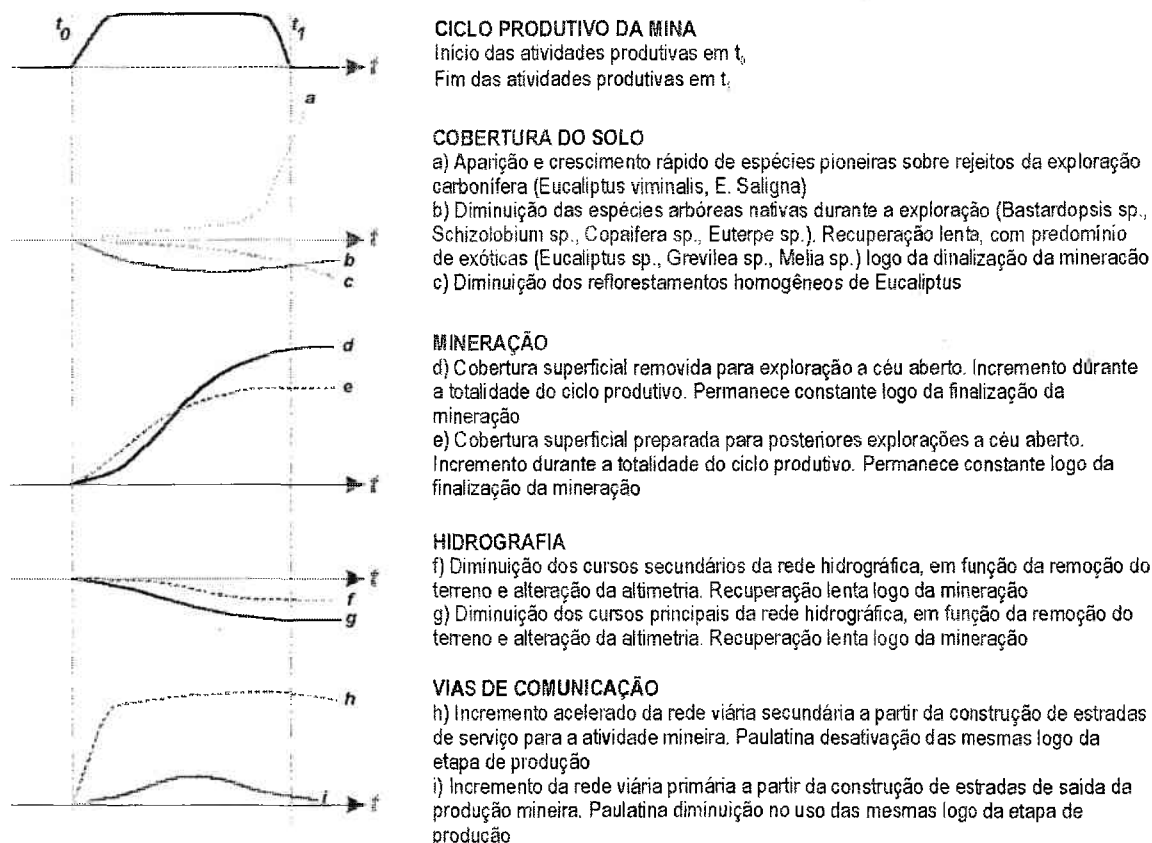 t0
t1
t
CICLO PRODUTIVO DA MINA
Início das atividades produtivas em t0
Fim das atividades produtivas em t1
a
b
c
t
COBERTURA DO SOLO
a) Aparição e crescimento rápido de espécies pioneiras sobre rejeitos da exploração
carbonífera (Eucaliptus viminalis, E. Saligna)
b) Diminuição das espécies arbóreas nativas durante a exploração (Bastardopsis sp.,
Schizolobium sp., Copaifera sp., Euterpe sp.). Recuperação lenta, com predomínio
de exóticas (Eucaliptus sp., Grevilea sp., Melia sp.) logo da dinalização da mineracão
c) Diminuição dos reflorestamentos homogêneos de Eucaliptus
d
e
t
MINERAÇÃO
d) Cobertura superficial removida para exploração a céu aberto. Incremento durante
a totalidade do ciclo produtivo. Permanece constante logo da finalização da
mineração
e) Cobertura superficial preparada para posteriores explorações a céu aberto.
Incremento durante a totalidade do ciclo produtivo. Permanece constante logo da
finalização da mineração
t
f
g
HIDROGRAFIA
f) Diminuição dos cursos secundários da rede hidrográfica, em função da remoção do
terreno e alteração da altimetria. Recuperação lenta logo da mineração
g) Diminuição dos cursos principais da rede hidrográfica, em função da remoção do
terreno e alteração da altimetria. Recuperação lenta logo da mineração
h
i
t
VIAS DE COMUNICAÇÃO
h) Incremento acelerado da rede viária secundária a partir da construção de estradas
de serviço para a atividade mineira. Paulatina desativação das mesmas logo da
etapa de produção
i) Incremento da rede viária primária a partir da construção de estradas de saida da
produção mineira. Paulatina diminuição no uso das mesmas logo da etapa de
produção